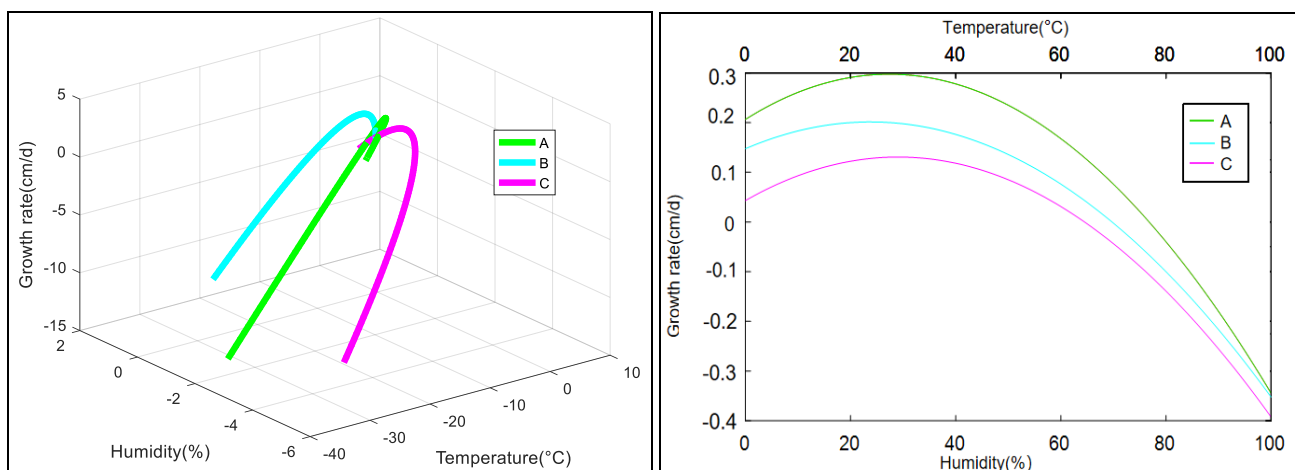 5
0
-5
-10
-15
Growth rate(cm/d)
2
0
-2
-4
-6
Humidity(%)
-40
-30
-20
-10
0
10
Temperature(°C)
A
B
C
Temperature(°C)
0 20 40 60 80 100
0.3
0.2
0.1
0
-0.1
-0.2
-0.3
-0.4
Growth rate(cm/d)
A
B
C
0 20 40 60 80 100
Humidity(%)